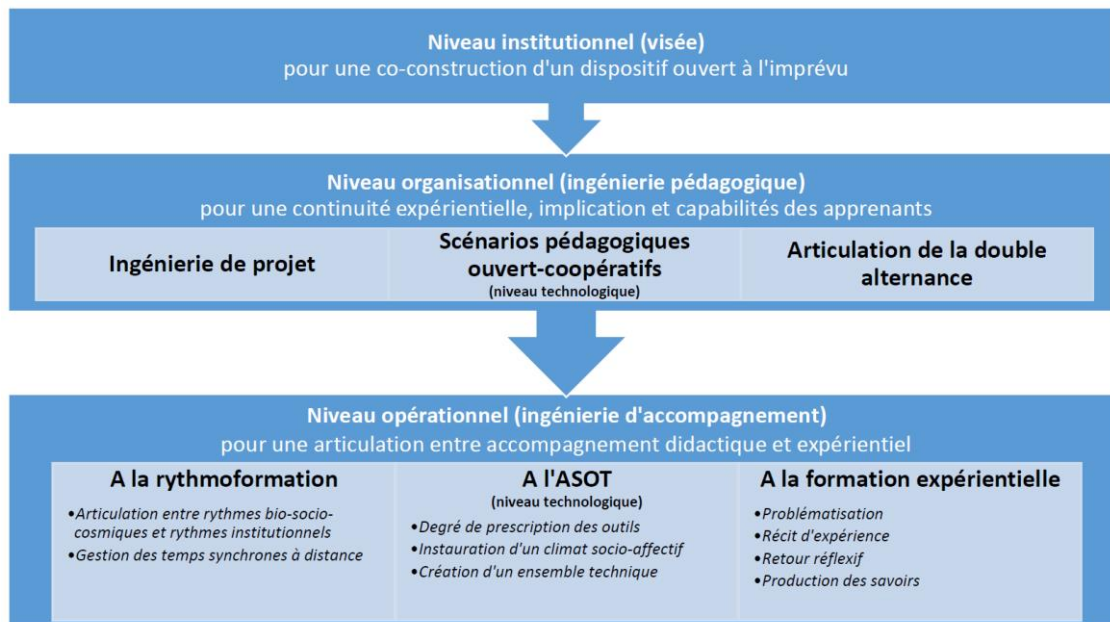 Niveau institutionnel (visée)
pour une co-construction d'un dispositif ouvert à l'imprévu
Niveau organisationnel (ingénierie pédagogique)
pour une continuité expérientielle, implication et capabilités des apprenants
Ingénierie de projet
Scénarios pédagogiques
ouvert-coopératifs
(niveau technologique)
Articulation de la double
alternance
Niveau opérationnel (ingénierie d'accompagnement)
pour une articulation entre accompagnement didactique et expérientiel
A la rythmoformation
•Articulation entre rythmes bio-socio-
cosmiques et rythmes institutionnels
•Gestion des temps synchrones à distance
A l'ASOT
(niveau technologique)
•Degré de prescription des outils
•Instauration d'un climat socio-affectif
•Création d'un ensemble technique
A la formation expérientielle
•Problématisation
•Récit d'expérience
•Retour réflexif
•Production des savoirs